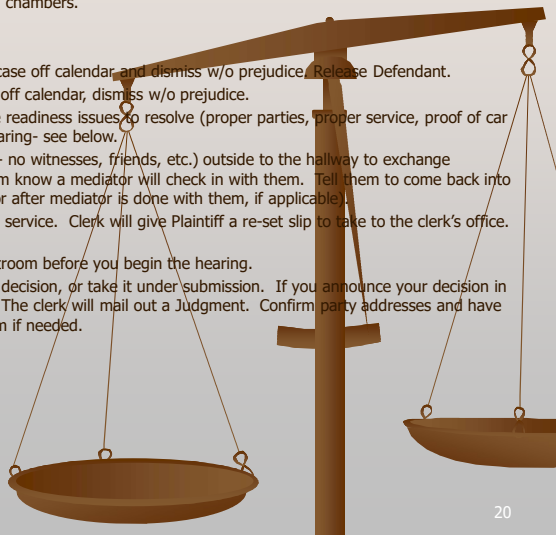 chambers.
case off calendar and dismiss w/o prejudice. Release Defendant.
off calendar, dismiss w/o prejudice.
readiness issues to resolve (proper parties, proper service, proof of car
aring- see below.
- no witnesses, friends, etc.) outside to the hallway to exchange
m know a mediator will check in with them.  Tell them to come back into
or after mediator is done with them, if applicable).
service.  Clerk will give Plaintiff a re-set slip to take to the clerk's office.
troom before you begin the hearing.
decision, or take it under submission.  If you announce your decision in
The clerk will mail out a Judgment.  Confirm party addresses and have
m if needed.
20